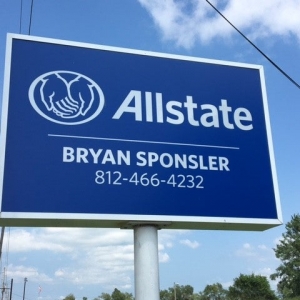 Allstate
BRYAN SPONSLER
812-466-4232